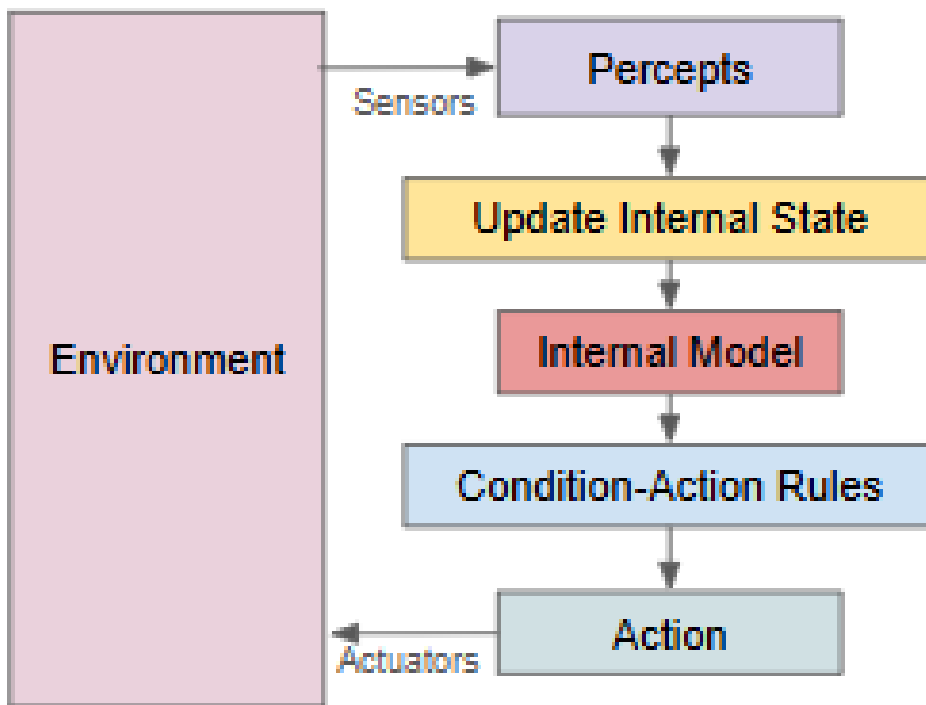 Percepts
Sensors
Update Internal State
Environment
Internal Model
Condition-Action Rules
Action
Actuators